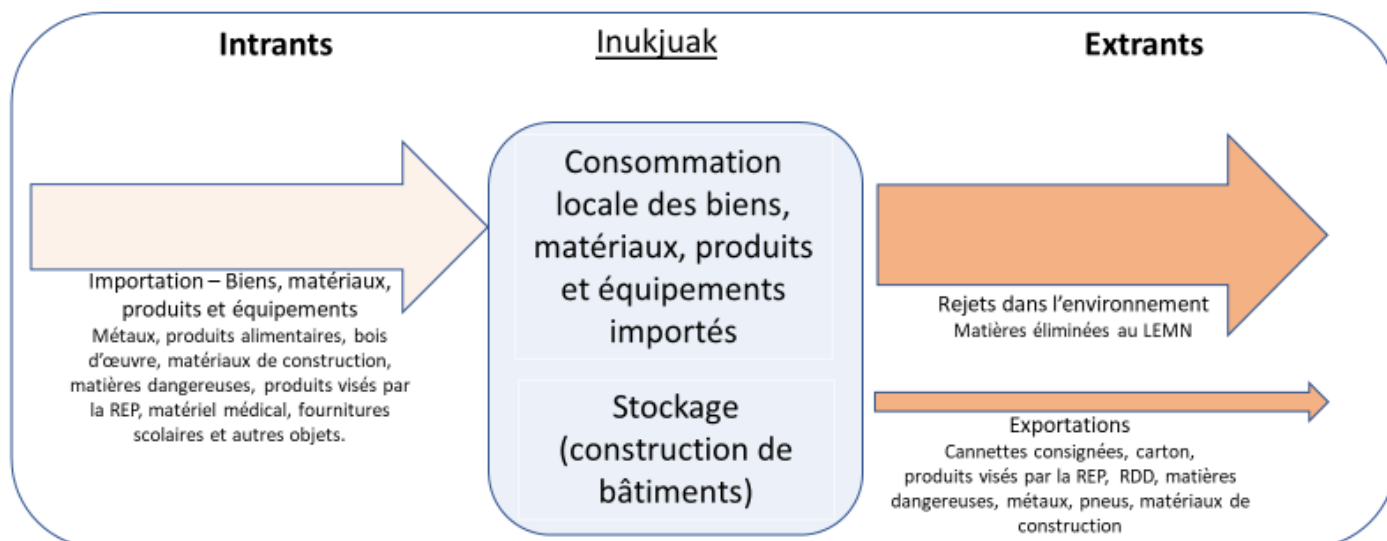 Intrants
Inukjuak
Extrants
Importation – Biens, matériaux,
produits et équipements
Métaux, produits alimentaires, bois
d’œuvre, matériaux de construction,
matières dangereuses, produits visés par
la REP, matériel médical, fournitures
scolaires et autres objets.
Consommation
locale des biens,
matériaux, produits
et équipements
importés
Stockage
(construction de
bâtiments)
Rejets dans l’environnement
Matières éliminées au LEMN
Exportations
Cannettes consignées, carton,
produits visés par la REP, RDD, matières
dangereuses, métaux, pneus, matériaux de
construction